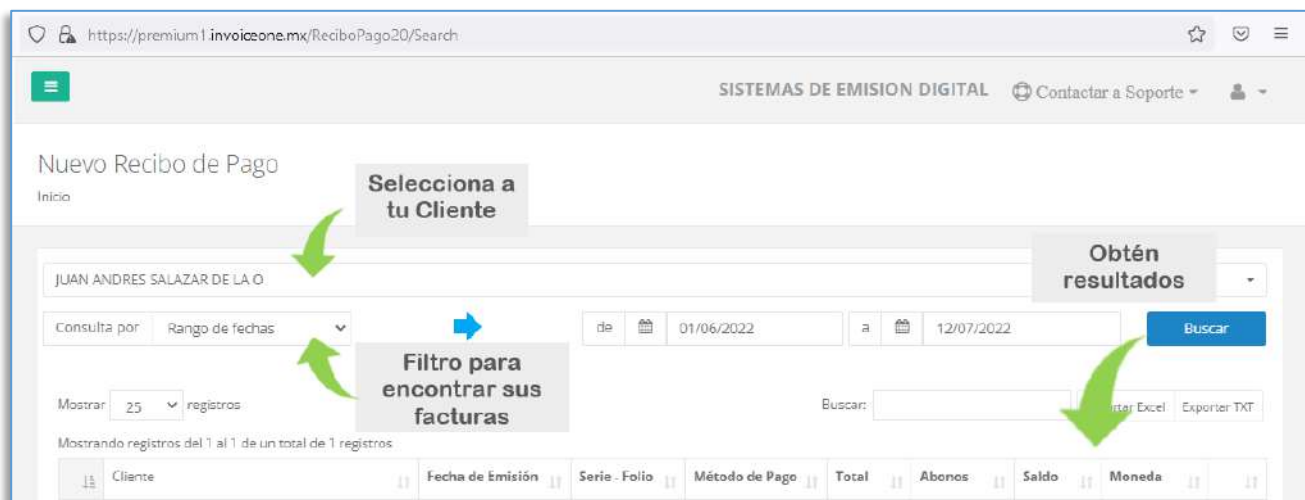 https://premium1.invoiceone.mx/ReciboPago20/Search
SISTEMAS DE EMISION DIGITAL Contactar a Soporte
Nuevo Recibo de Pago
Inicio
Selecciona a
tu Cliente
Obtén
resultados
JUAN ANDRES SALAZAR DE LA O
Consulta por Rango de fechas de 01/06/2022 a 12/07/2022 Buscar
Filtro para
encontrar sus
facturas
Mostrar 25 registros Buscar: Excel Exporter TXT
Mostrando registros del 1 al 1 de un total de 1 registros
Cliente Fecha de Emisión Serie - Folio Método de Pago Total Abonos Saldo Moneda